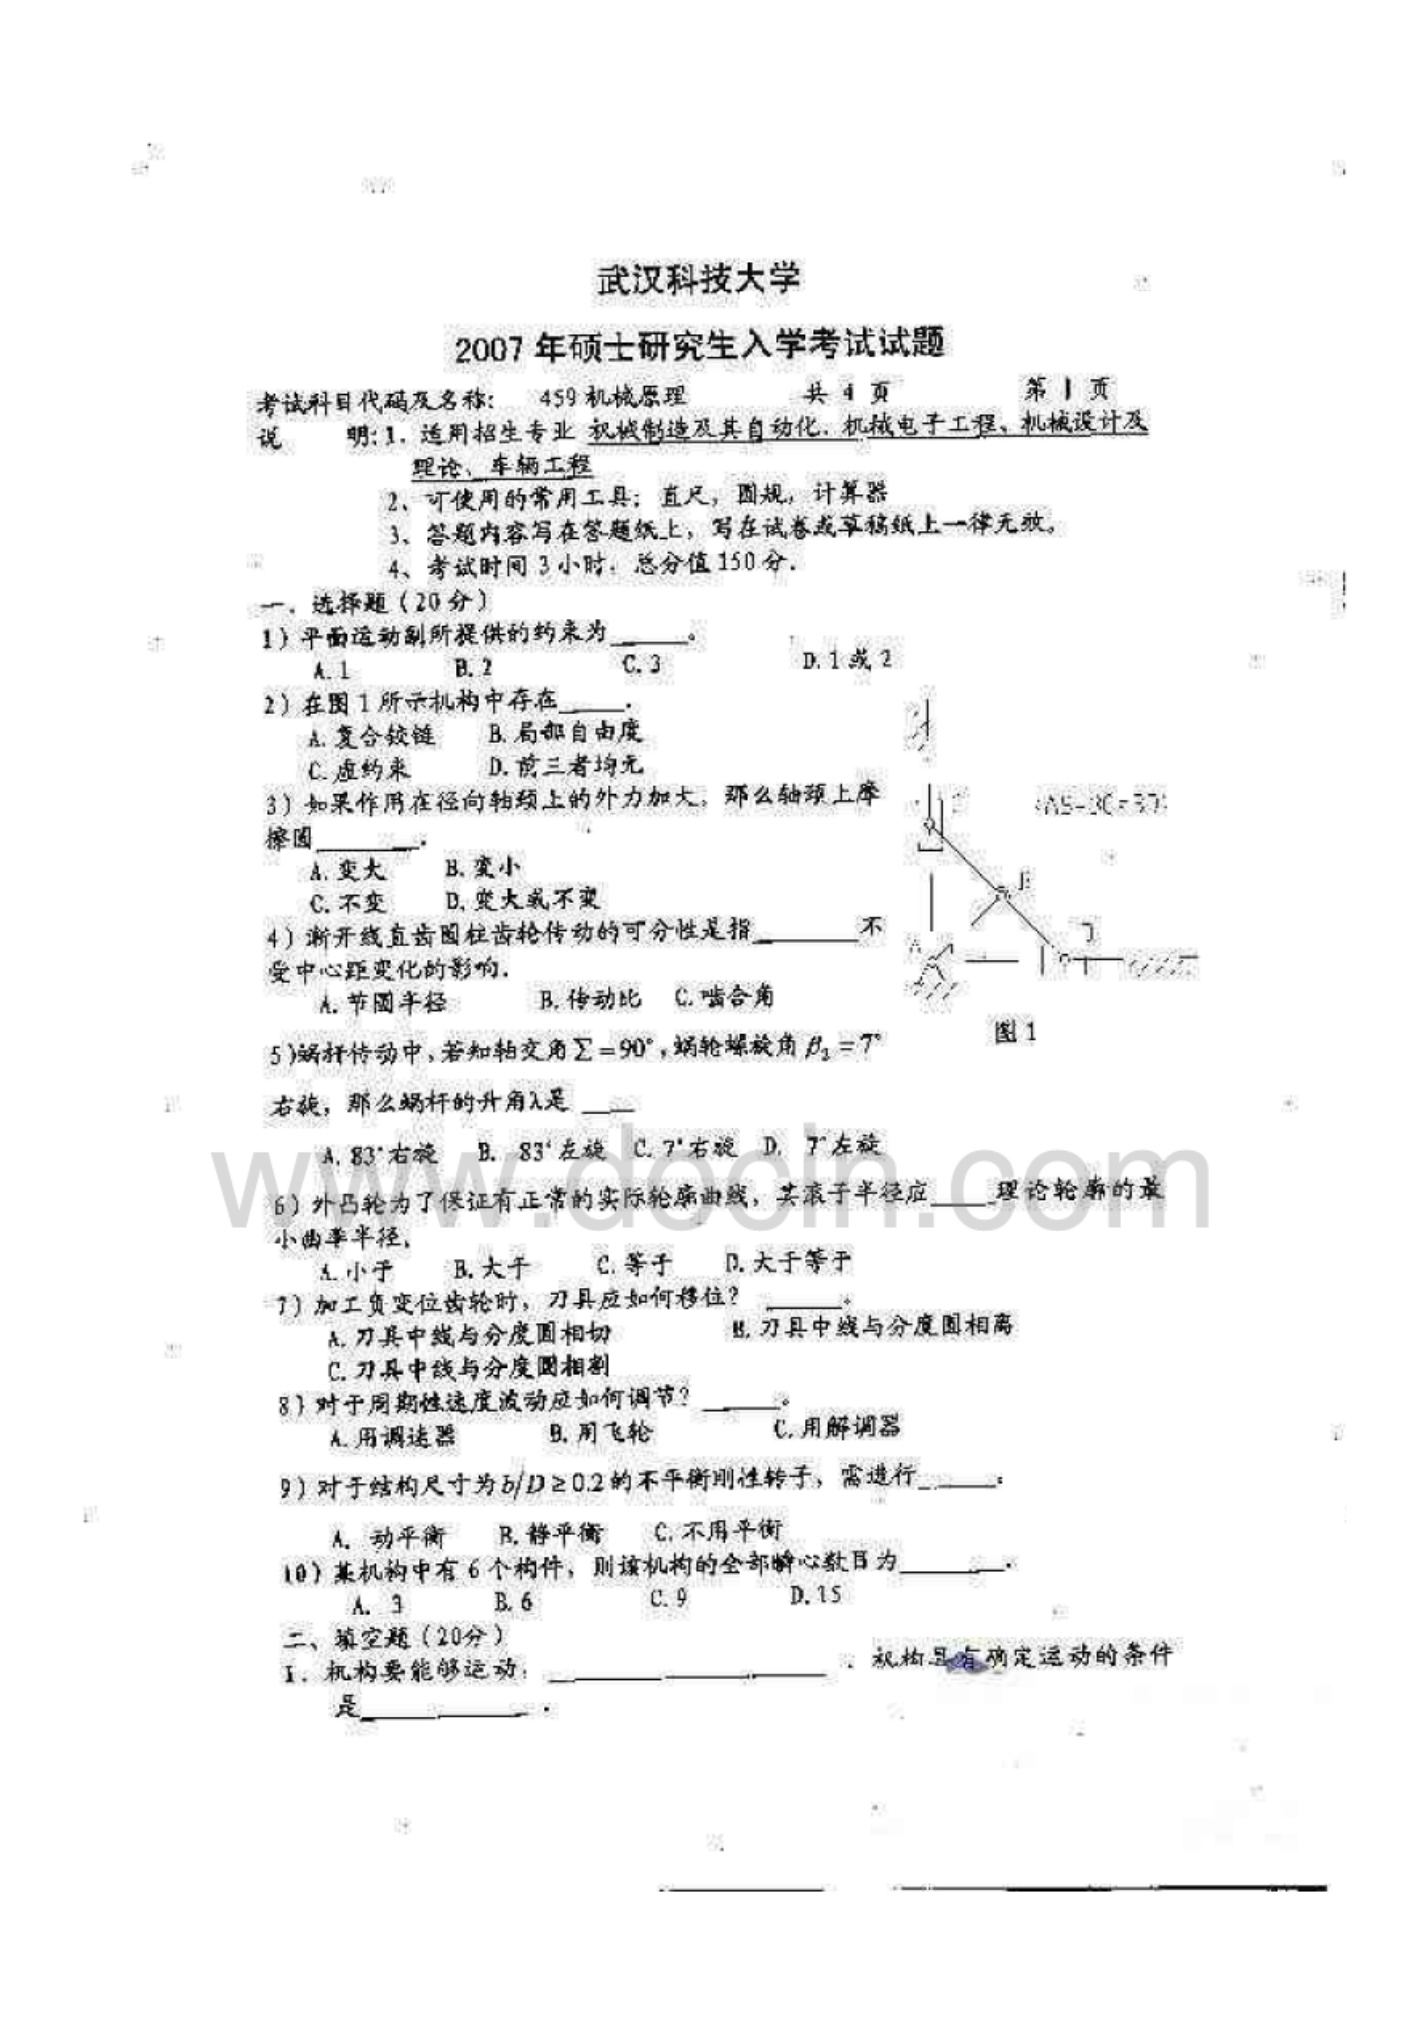 武汉科技大学
2007 年硕士研究生入学考试试题
考试科目代码及名称: 459 机械原理 共 4 页 第 1 页
说 明: 1. 适用招生专业 机械制造及其自动化、机械电子工程、机械设计及
理论、车辆工程
2、可使用的常用工具: 直尺, 圆规, 计算器
3、答题内容写在答题纸上, 写在试卷或草稿纸上一律无效。
4、考试时间 3 小时, 总分值 150 分.
一. 选择题 (20 分)
1) 平面运动副所提供的约束为______。
A. 1 B. 2 C. 3 D. 1 或 2
2) 在图 1 所示机构中存在_____.
A. 复合铰链 B. 局部自由度
C. 虚约束 D. 前三者均无
3) 如果作用在径向轴颈上的外力加大, 那么轴颈上摩
擦圆________.
A. 变大 B. 变小
C. 不变 D. 变大或不变
4) 渐开线直齿圆柱齿轮传动的可分性是指________不
受中心距变化的影响.
A. 节圆半径 B. 传动比 C. 啮合角
B
A
图 1
5) 蜗杆传动中, 若知轴交角Σ=90°, 蜗轮螺旋角 β₂=7°
右旋, 那么蜗杆的升角λ是 ____
A. 83°右旋 B. 83°左旋 C. 7°右旋 D. 7°左旋
www.docin.com
6) 外凸轮为了保证有正常的实际轮廓曲线, 其滚子半径应____理论轮廓的最
小曲率半径.
A. 小于 B. 大于 C. 等于 D. 大于等于
7) 加工负变位齿轮时, 刀具应如何移位? ______。
A. 刀具中线与分度圆相切 B. 刀具中线与分度圆相离
C. 刀具中线与分度圆相割
8) 对于周期性速度波动应如何调节? ______。
A. 用调速器 B. 用飞轮 C. 用解调器
9) 对于结构尺寸为 b/D≥0.2 的不平衡刚性转子, 需进行______.
A. 动平衡 B. 静平衡 C. 不用平衡
10) 某机构中有 6 个构件, 则该机构的全部瞬心数目为________.
A. 3 B. 6 C. 9 D. 15
二、填空题 (20分)
1. 机构要能够运动, ____________________. 机构具有确定运动的条件
是____________.